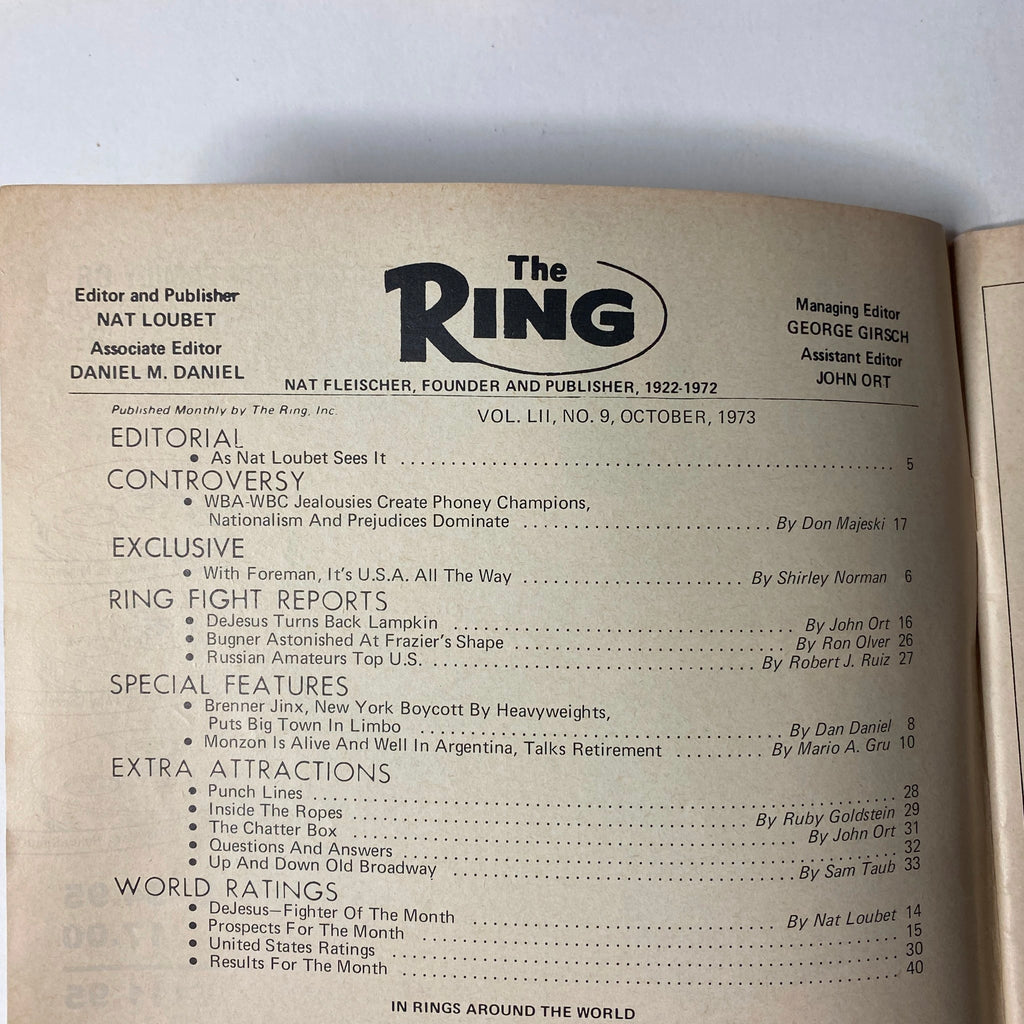 The
RING
Editor and Publisher
NAT LOUBET
Associate Editor
DANIEL M. DANIEL
Managing Editor
GEORGE GIRSCH
Assistant Editor
JOHN ORT
NAT FLEISCHER, FOUNDER AND PUBLISHER, 1922-1972
Published Monthly by The Ring, Inc.
VOL. LII, NO. 9, OCTOBER, 1973
EDITORIAL
• As Nat Loubet Sees It ... 5
CONTROVERSY
• WBA-WBC Jealousies Create Phoney Champions,
Nationalism And Prejudices Dominate ... By Don Majeski 17
EXCLUSIVE
• With Foreman, It's U.S.A. All The Way ... By Shirley Norman 6
RING FIGHT REPORTS
• DeJesus Turns Back Lampkin ... By John Ort 16
• Bugner Astonished At Frazier's Shape ... By Ron Olver 26
• Russian Amateurs Top U.S. ... By Robert J. Ruiz 27
SPECIAL FEATURES
• Brenner Jinx, New York Boycott By Heavyweights,
Puts Big Town In Limbo ... By Dan Daniel 8
• Monzon Is Alive And Well In Argentina, Talks Retirement ... By Mario A. Gru 10
EXTRA ATTRACTIONS
• Punch Lines ... 28
• Inside The Ropes ... By Ruby Goldstein 29
• The Chatter Box ... By John Ort 31
• Questions And Answers ... 32
• Up And Down Old Broadway ... By Sam Taub 33
WORLD RATINGS
• DeJesus—Fighter Of The Month ... By Nat Loubet 14
• Prospects For The Month ... 15
• United States Ratings ... 30
• Results For The Month ... 40
IN RINGS AROUND THE WORLD